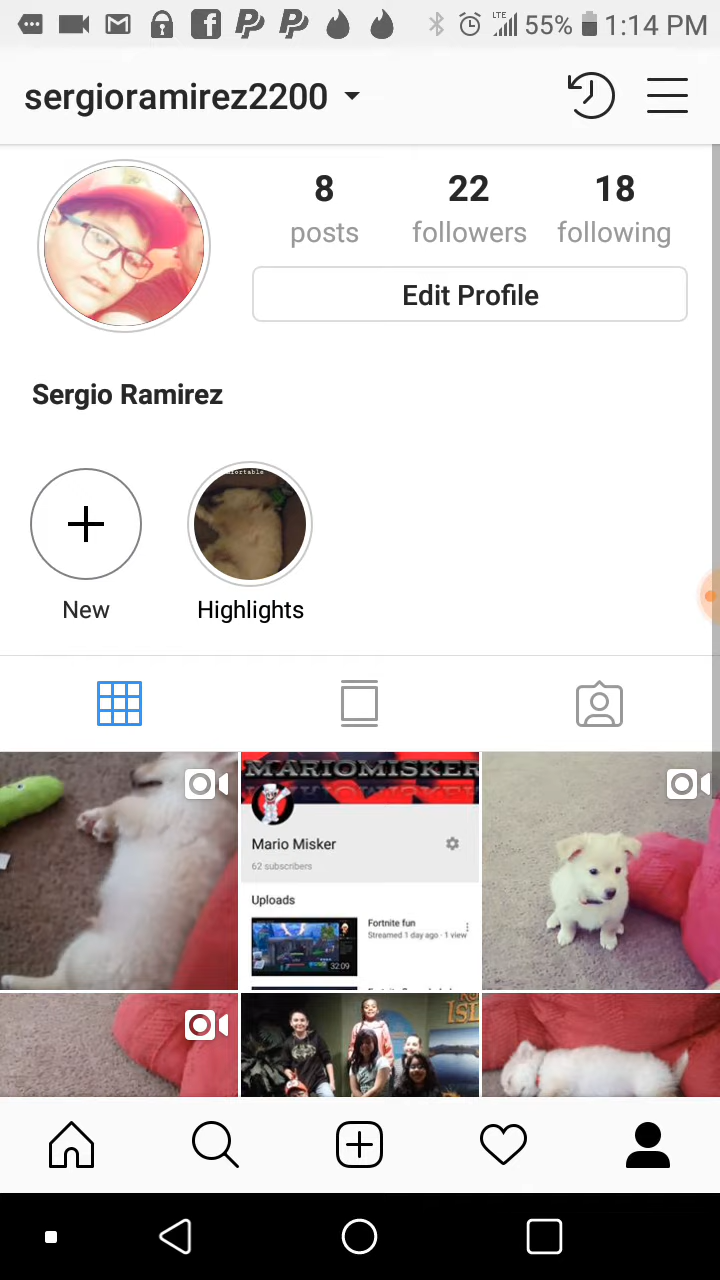 LTE 55% 1:14 PM
sergioramirez2200
8 22 18
posts followers following
Edit Profile
Sergio Ramirez
New Highlights
MARIOMISKER
Mario Misker
62 subscribers
Uploads
Fortnite fun
Streamed 1 day ago · 1 view
32:09